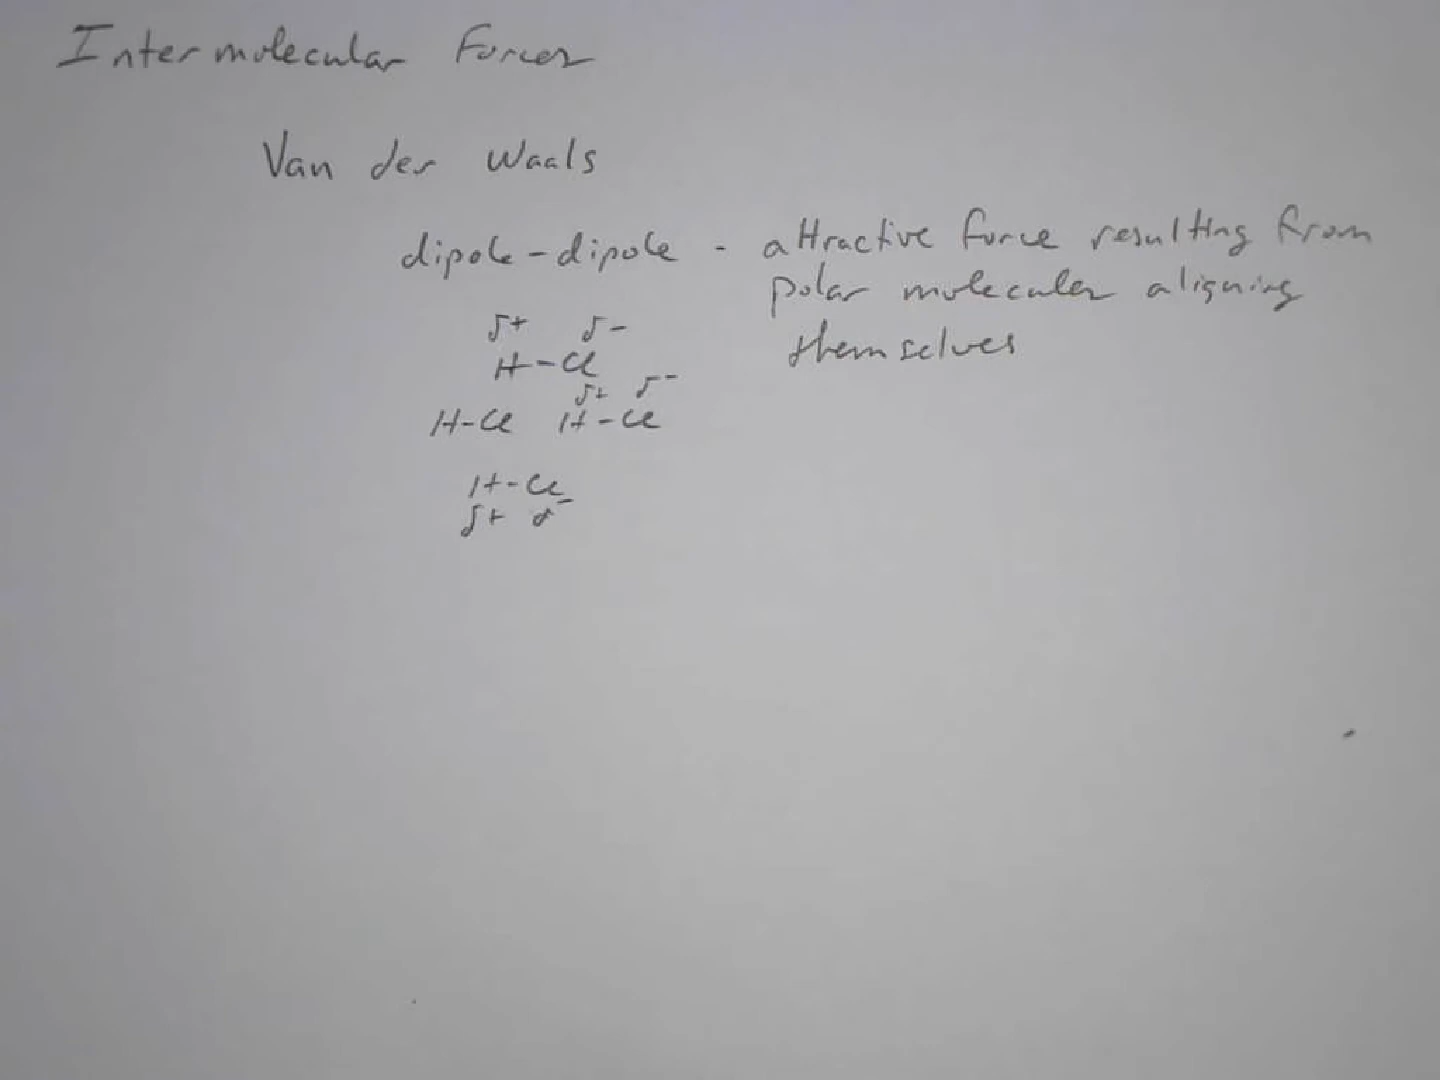 Intermolecular Forces
Van der Waals
dipole-dipole - attractive force resulting from
polar molecules aligning
themselves
δ+ δ-
H-Cl
δ+ δ-
H-Cl H-Cl
H-Cl
δ+ δ-